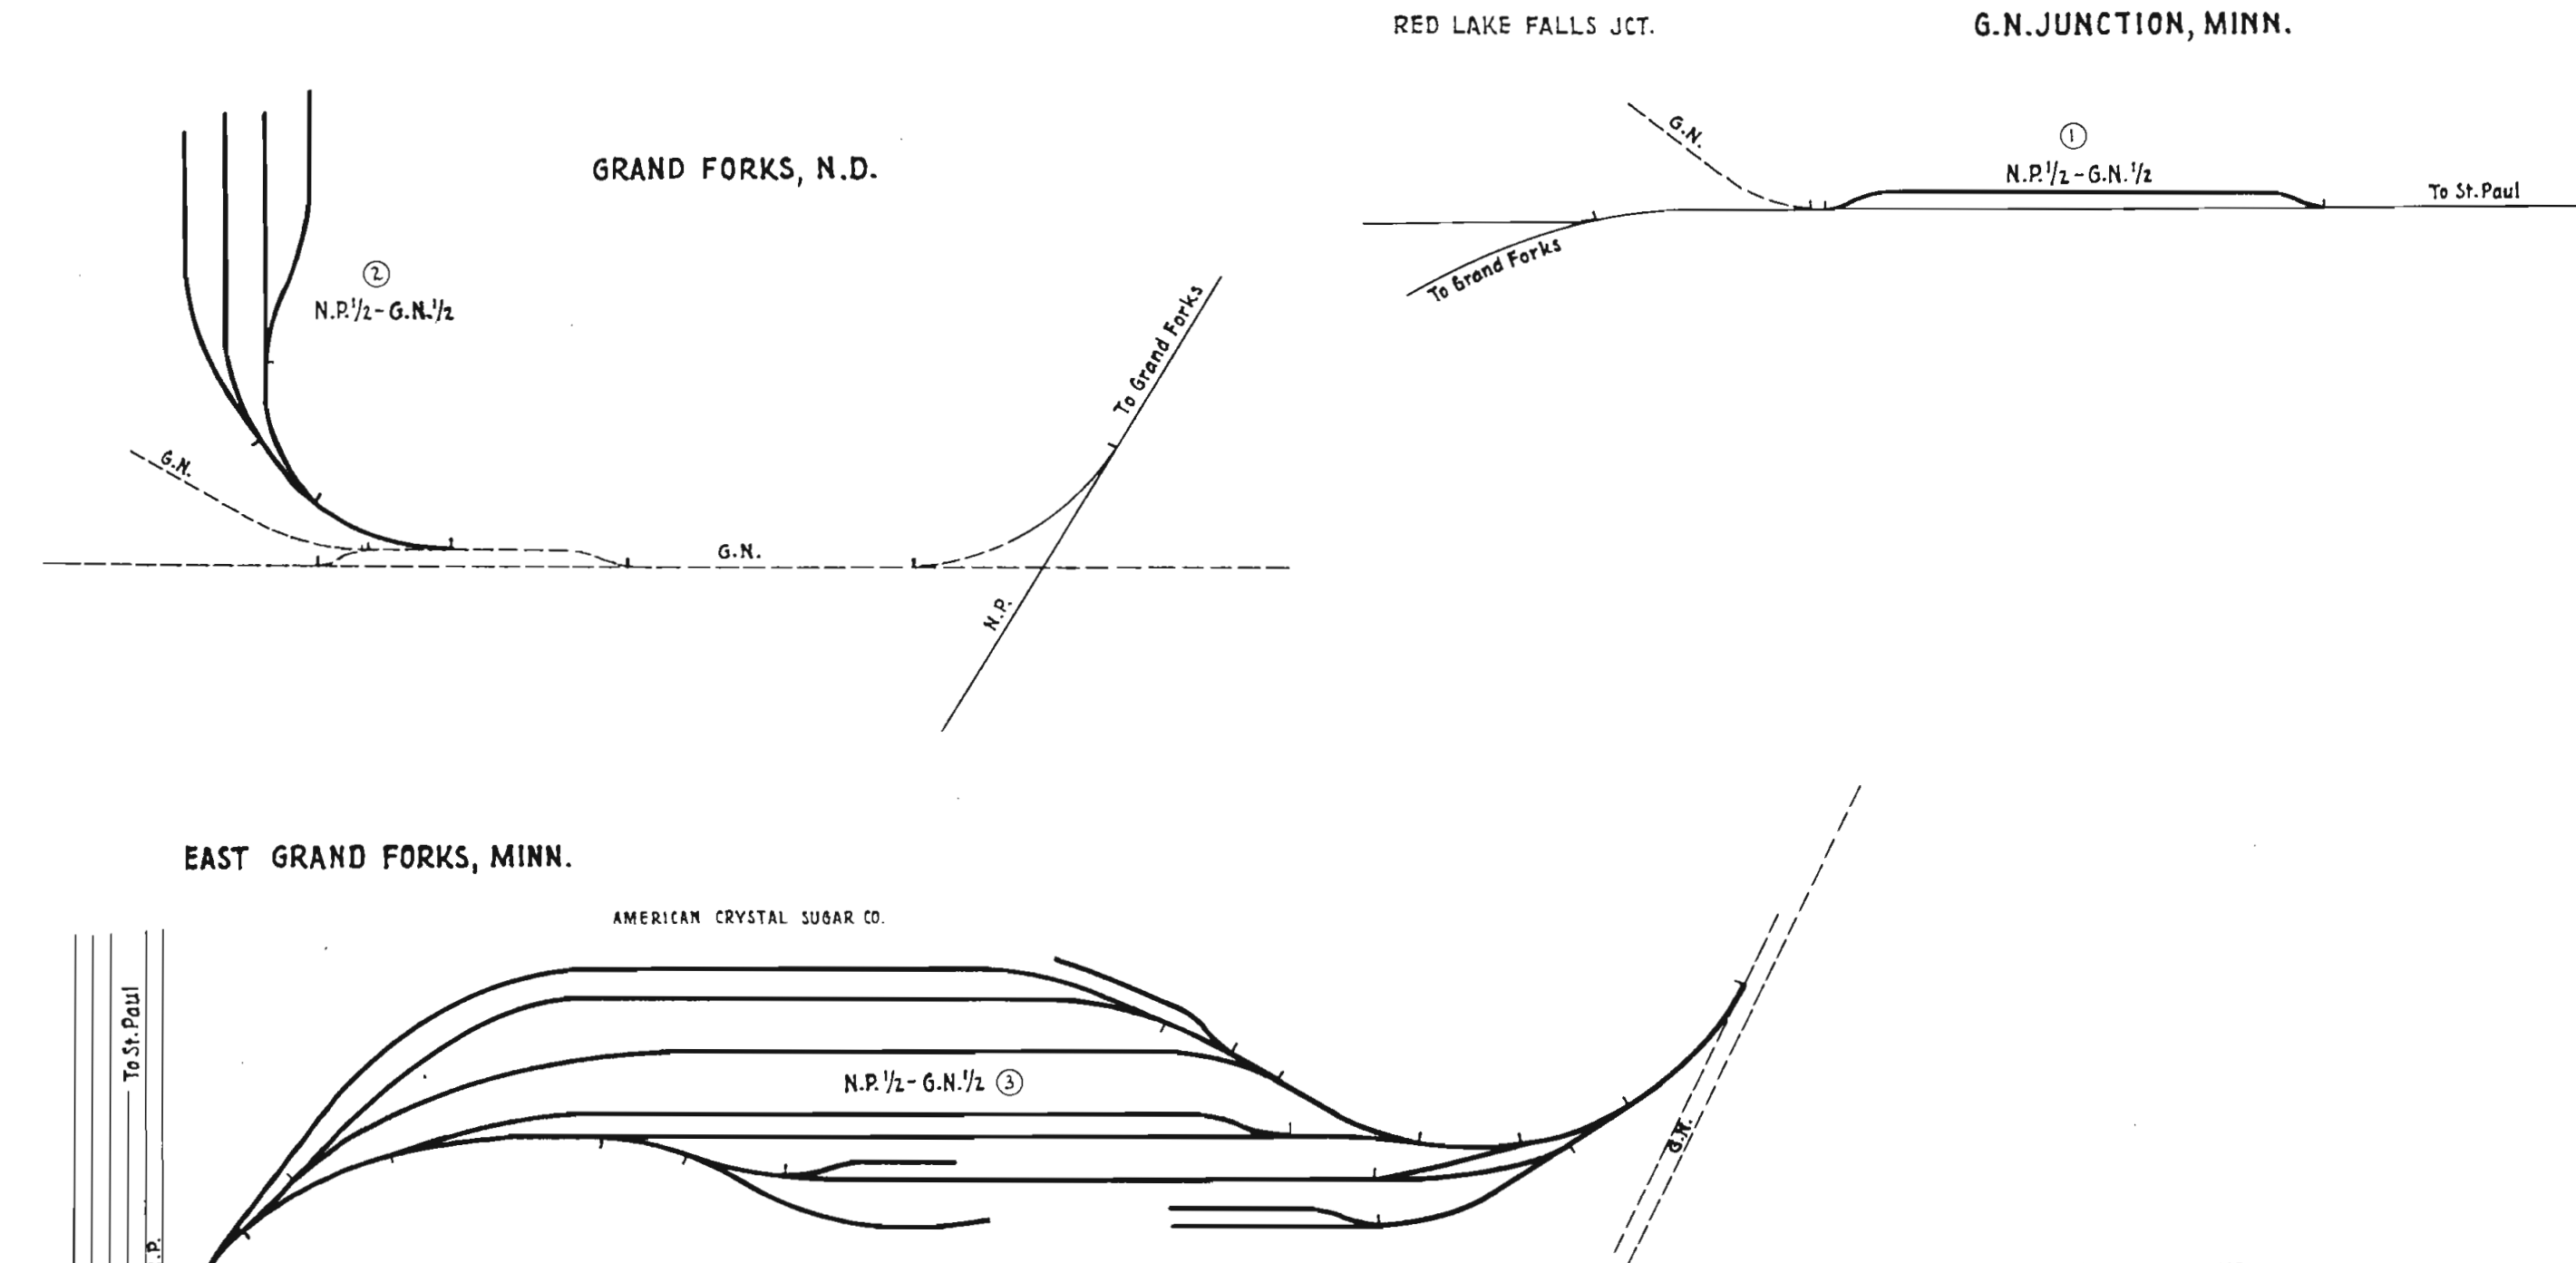 RED LAKE FALLS JCT.
G.N. JUNCTION, MINN.
G.N.
①
N.P. 1/2 - G.N. 1/2
To St. Paul
To Grand Forks
GRAND FORKS, N.D.
②
N.P. 1/2 - G.N. 1/2
To Grand Forks
G.N.
G.N.
N.P.
EAST GRAND FORKS, MINN.
AMERICAN CRYSTAL SUGAR CO.
To St. Paul
N.P. 1/2 - G.N. 1/2 ③
G.N.
.P.